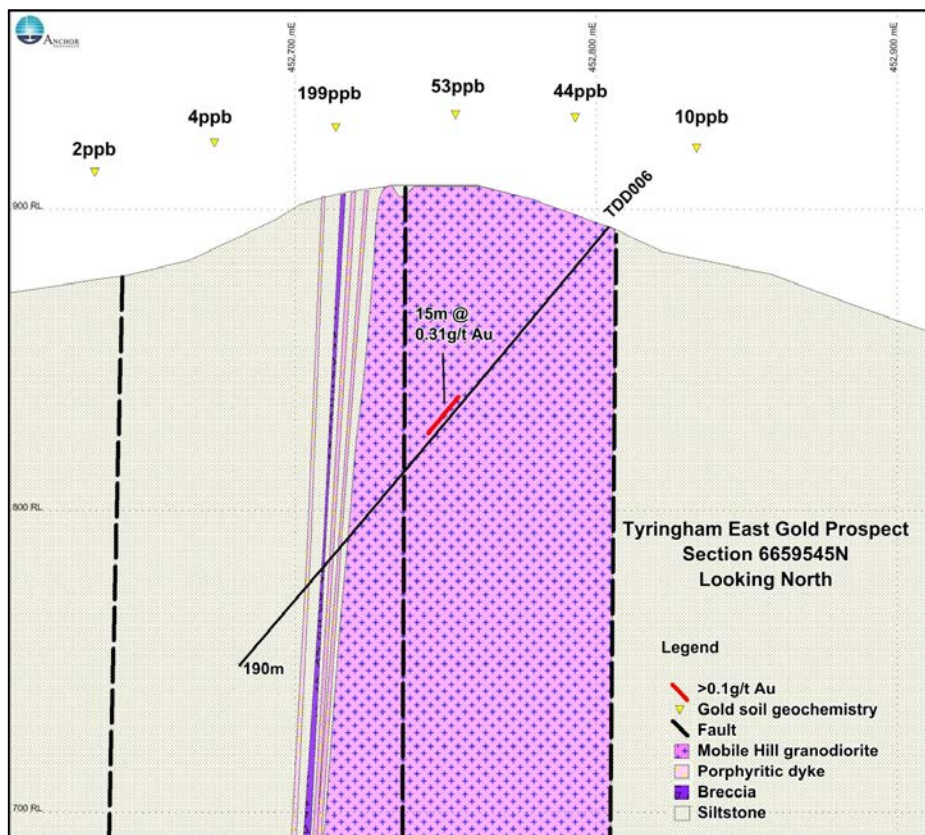 ANCHOR
RESOURCES
452,700 mE
452,800 mE
452,900 mE
2ppb
4ppb
199ppb
53ppb
44ppb
10ppb
900 RL
TDD006
15m @
0.31g/t Au
800 RL
190m
700 RL
Tyringham East Gold Prospect
Section 6659545N
Looking North
Legend
>0.1g/t Au
Gold soil geochemistry
Fault
Mobile Hill granodiorite
Porphyritic dyke
Breccia
Siltstone